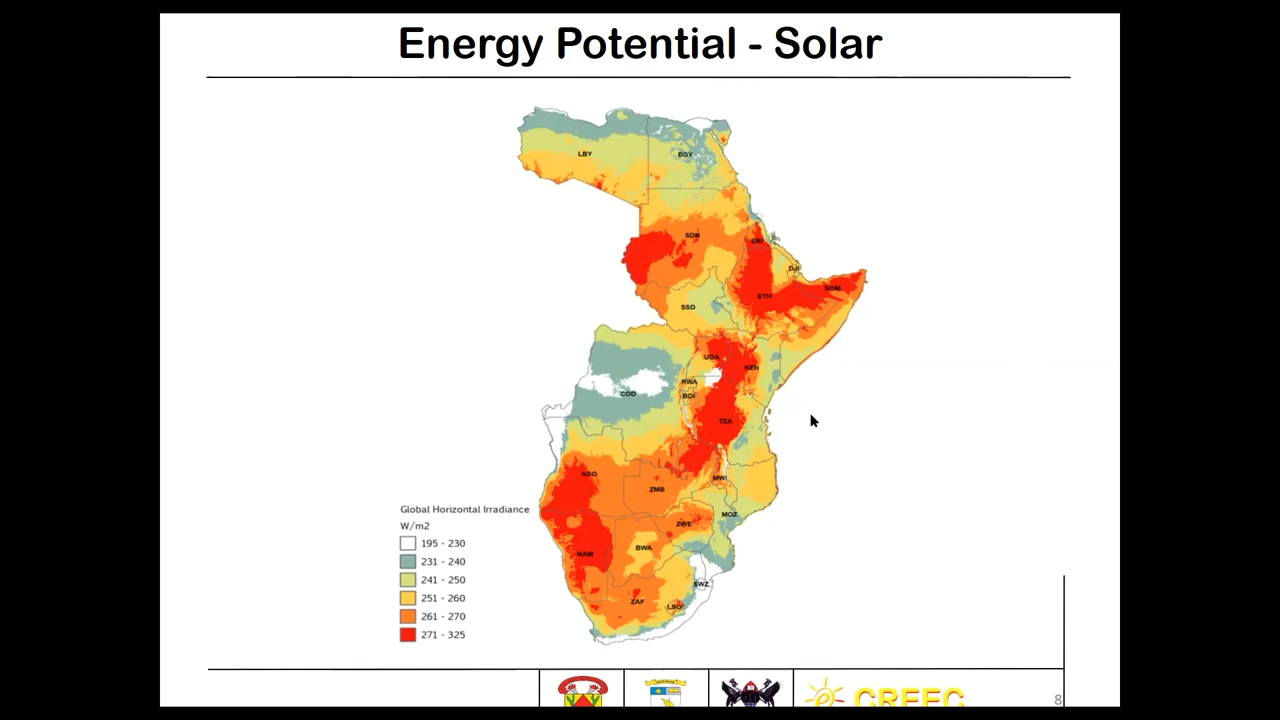 Energy Potential - Solar
LBY
EGY
SDN
ERI
DJI
SOM
ETH
SSD
UGA
KEN
RWA
COD
BDI
TZA
AGO
ZMB
MWI
MOZ
ZWE
NAM
BWA
SWZ
ZAF
LSO
Global Horizontal Irradiance
W/m2
195 - 230
231 - 240
241 - 250
251 - 260
261 - 270
271 - 325
CREEC
8